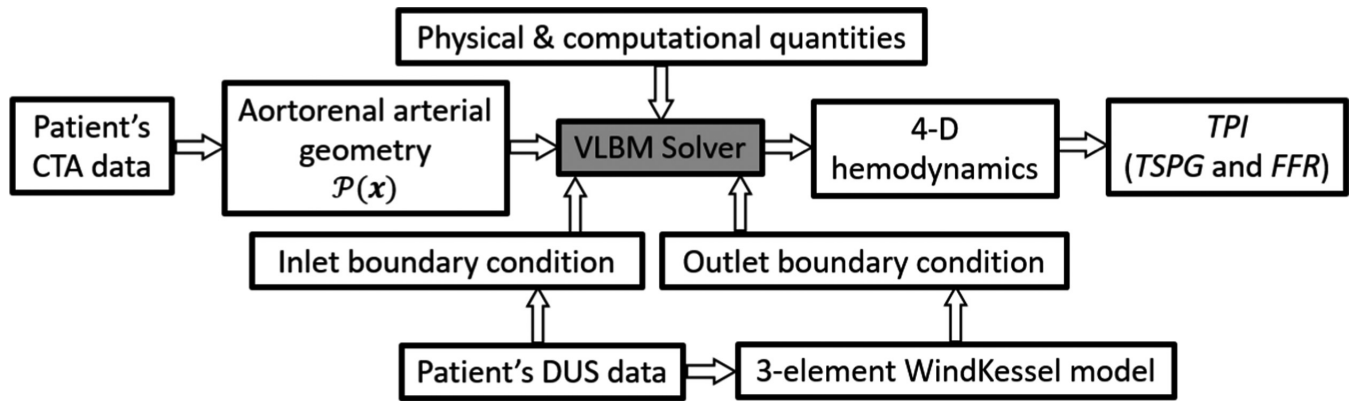 Physical & computational quantities
Patient's
CTA data
Aortorenal arterial
geometry
𝒫(𝒙)
VLBM Solver
4-D
hemodynamics
TPI
(TSPG and FFR)
Inlet boundary condition
Outlet boundary condition
Patient's DUS data
3-element WindKessel model